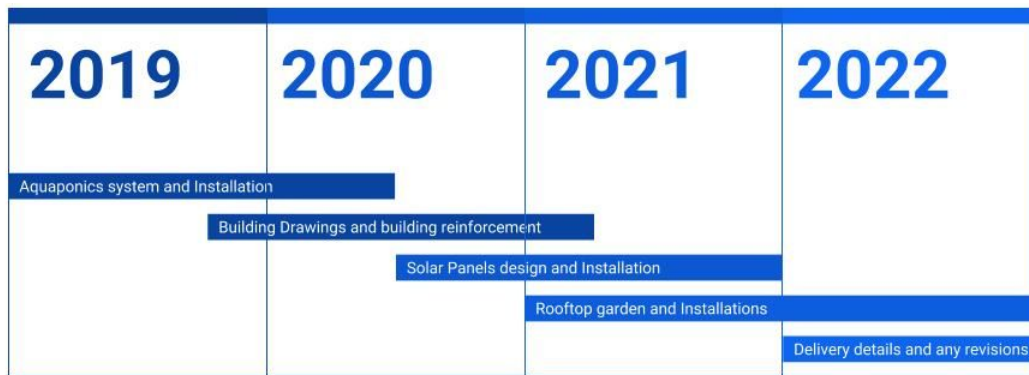 2019 2020 2021 2022
Aquaponics system and Installation
Building Drawings and building reinforcement
Solar Panels design and Installation
Rooftop garden and Installations
Delivery details and any revisions